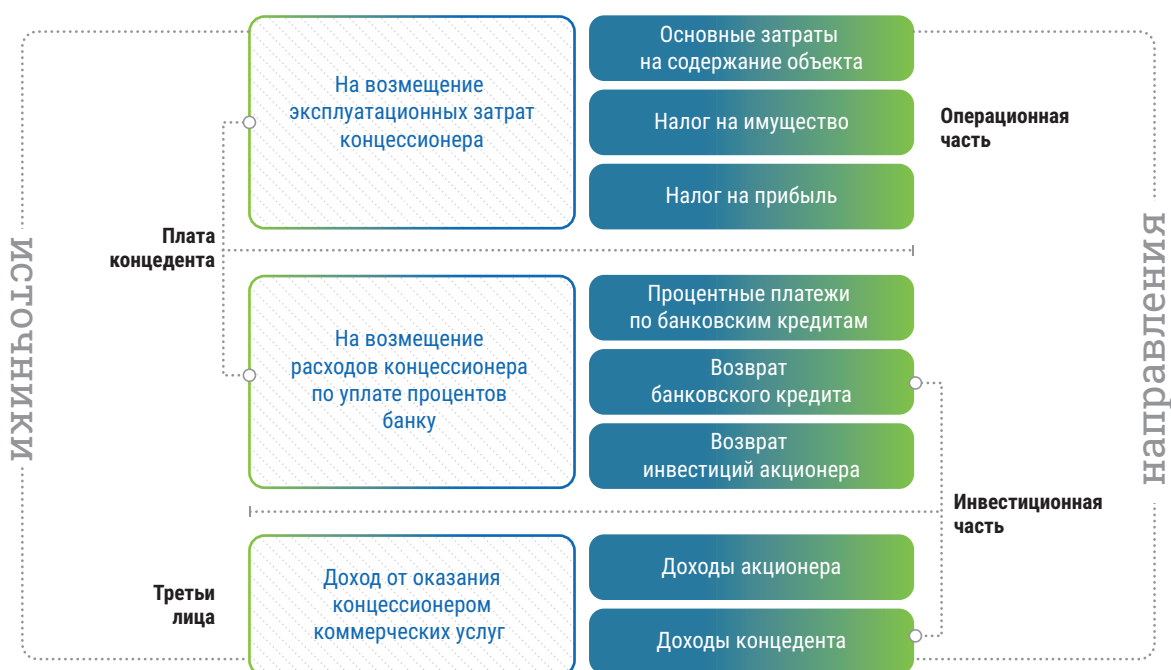 ИСТОЧНИКИ
Плата
концедента
Третьи
лица
На возмещение
эксплуатационных затрат
концессионера
На возмещение
расходов концессионера
по уплате процентов
банку
Доход от оказания
концессионером
коммерческих услуг
Основные затраты
на содержание объекта
Налог на имущество
Налог на прибыль
Процентные платежи
по банковским кредитам
Возврат
банковского кредита
Возврат
инвестиций акционера
Доходы акционера
Доходы концедента
Операционная
часть
Инвестиционная
часть
направления